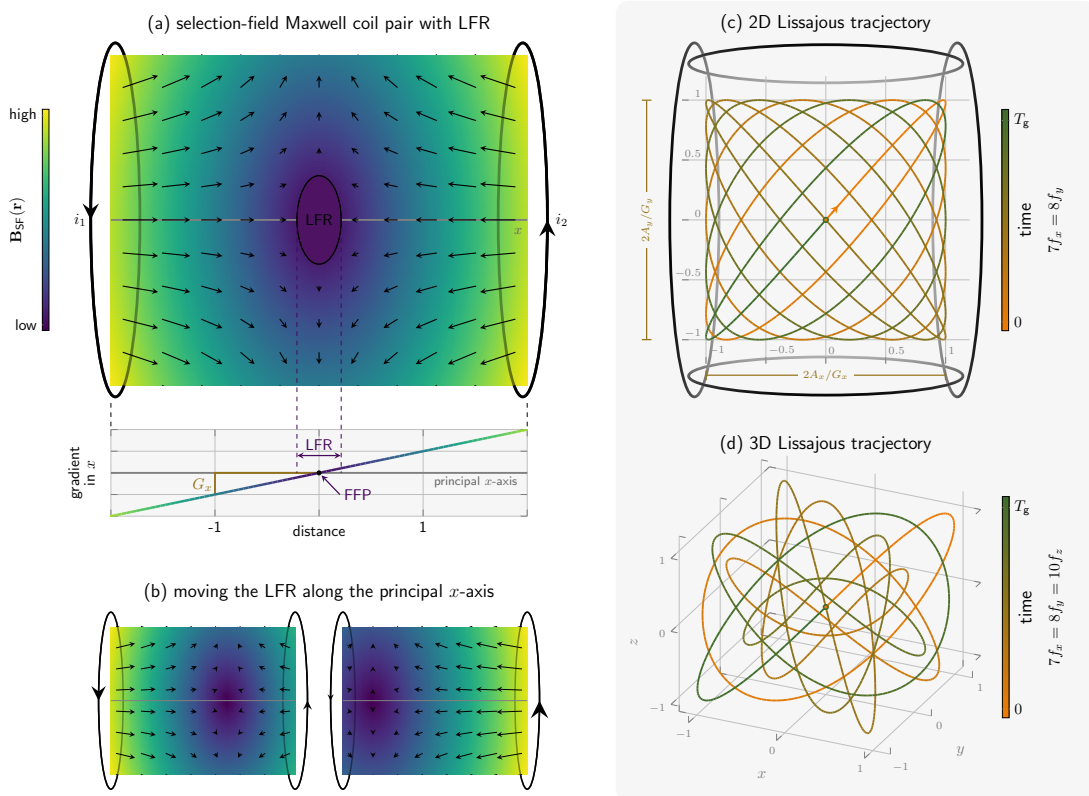 (a) selection-field Maxwell coil pair with LFR
high
B_SF(r)
low
i₁
LFR
x
i₂
gradient
in x
LFR
G_x
principal x-axis
FFP
-1
1
distance
(b) moving the LFR along the principal x-axis
(c) 2D Lissajous tracjectory
1
0.5
0
−0.5
−1
2A_y/G_y
−1
−0.5
0
0.5
1
2A_x/G_x
T_g
0
time
7f_x = 8f_y
(d) 3D Lissajous tracjectory
1
0
−1
z
−1
0
1
x
−1
0
1
y
T_g
0
time
7f_x = 8f_y = 10f_z